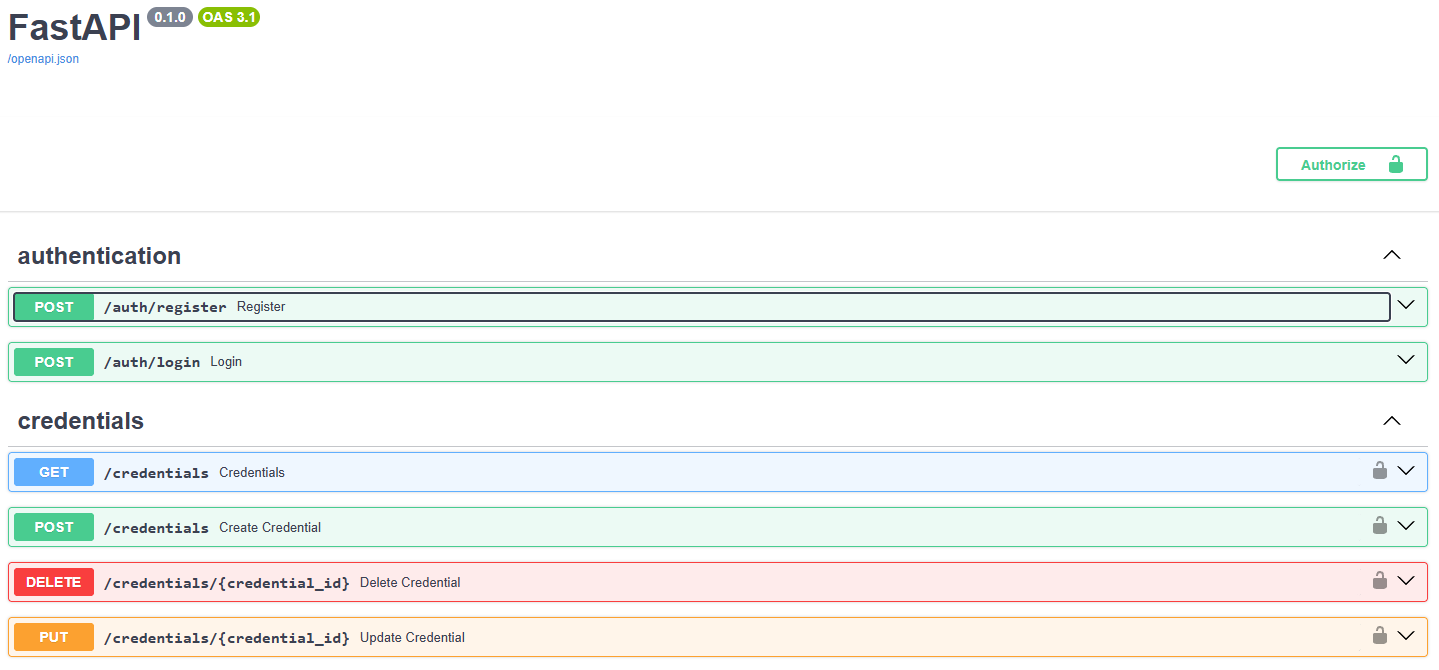 FastAPI 0.1.0 OAS 3.1
/openapi.json
Authorize
authentication
POST /auth/register Register
POST /auth/login Login
credentials
GET /credentials Credentials
POST /credentials Create Credential
DELETE /credentials/{credential_id} Delete Credential
PUT /credentials/{credential_id} Update Credential